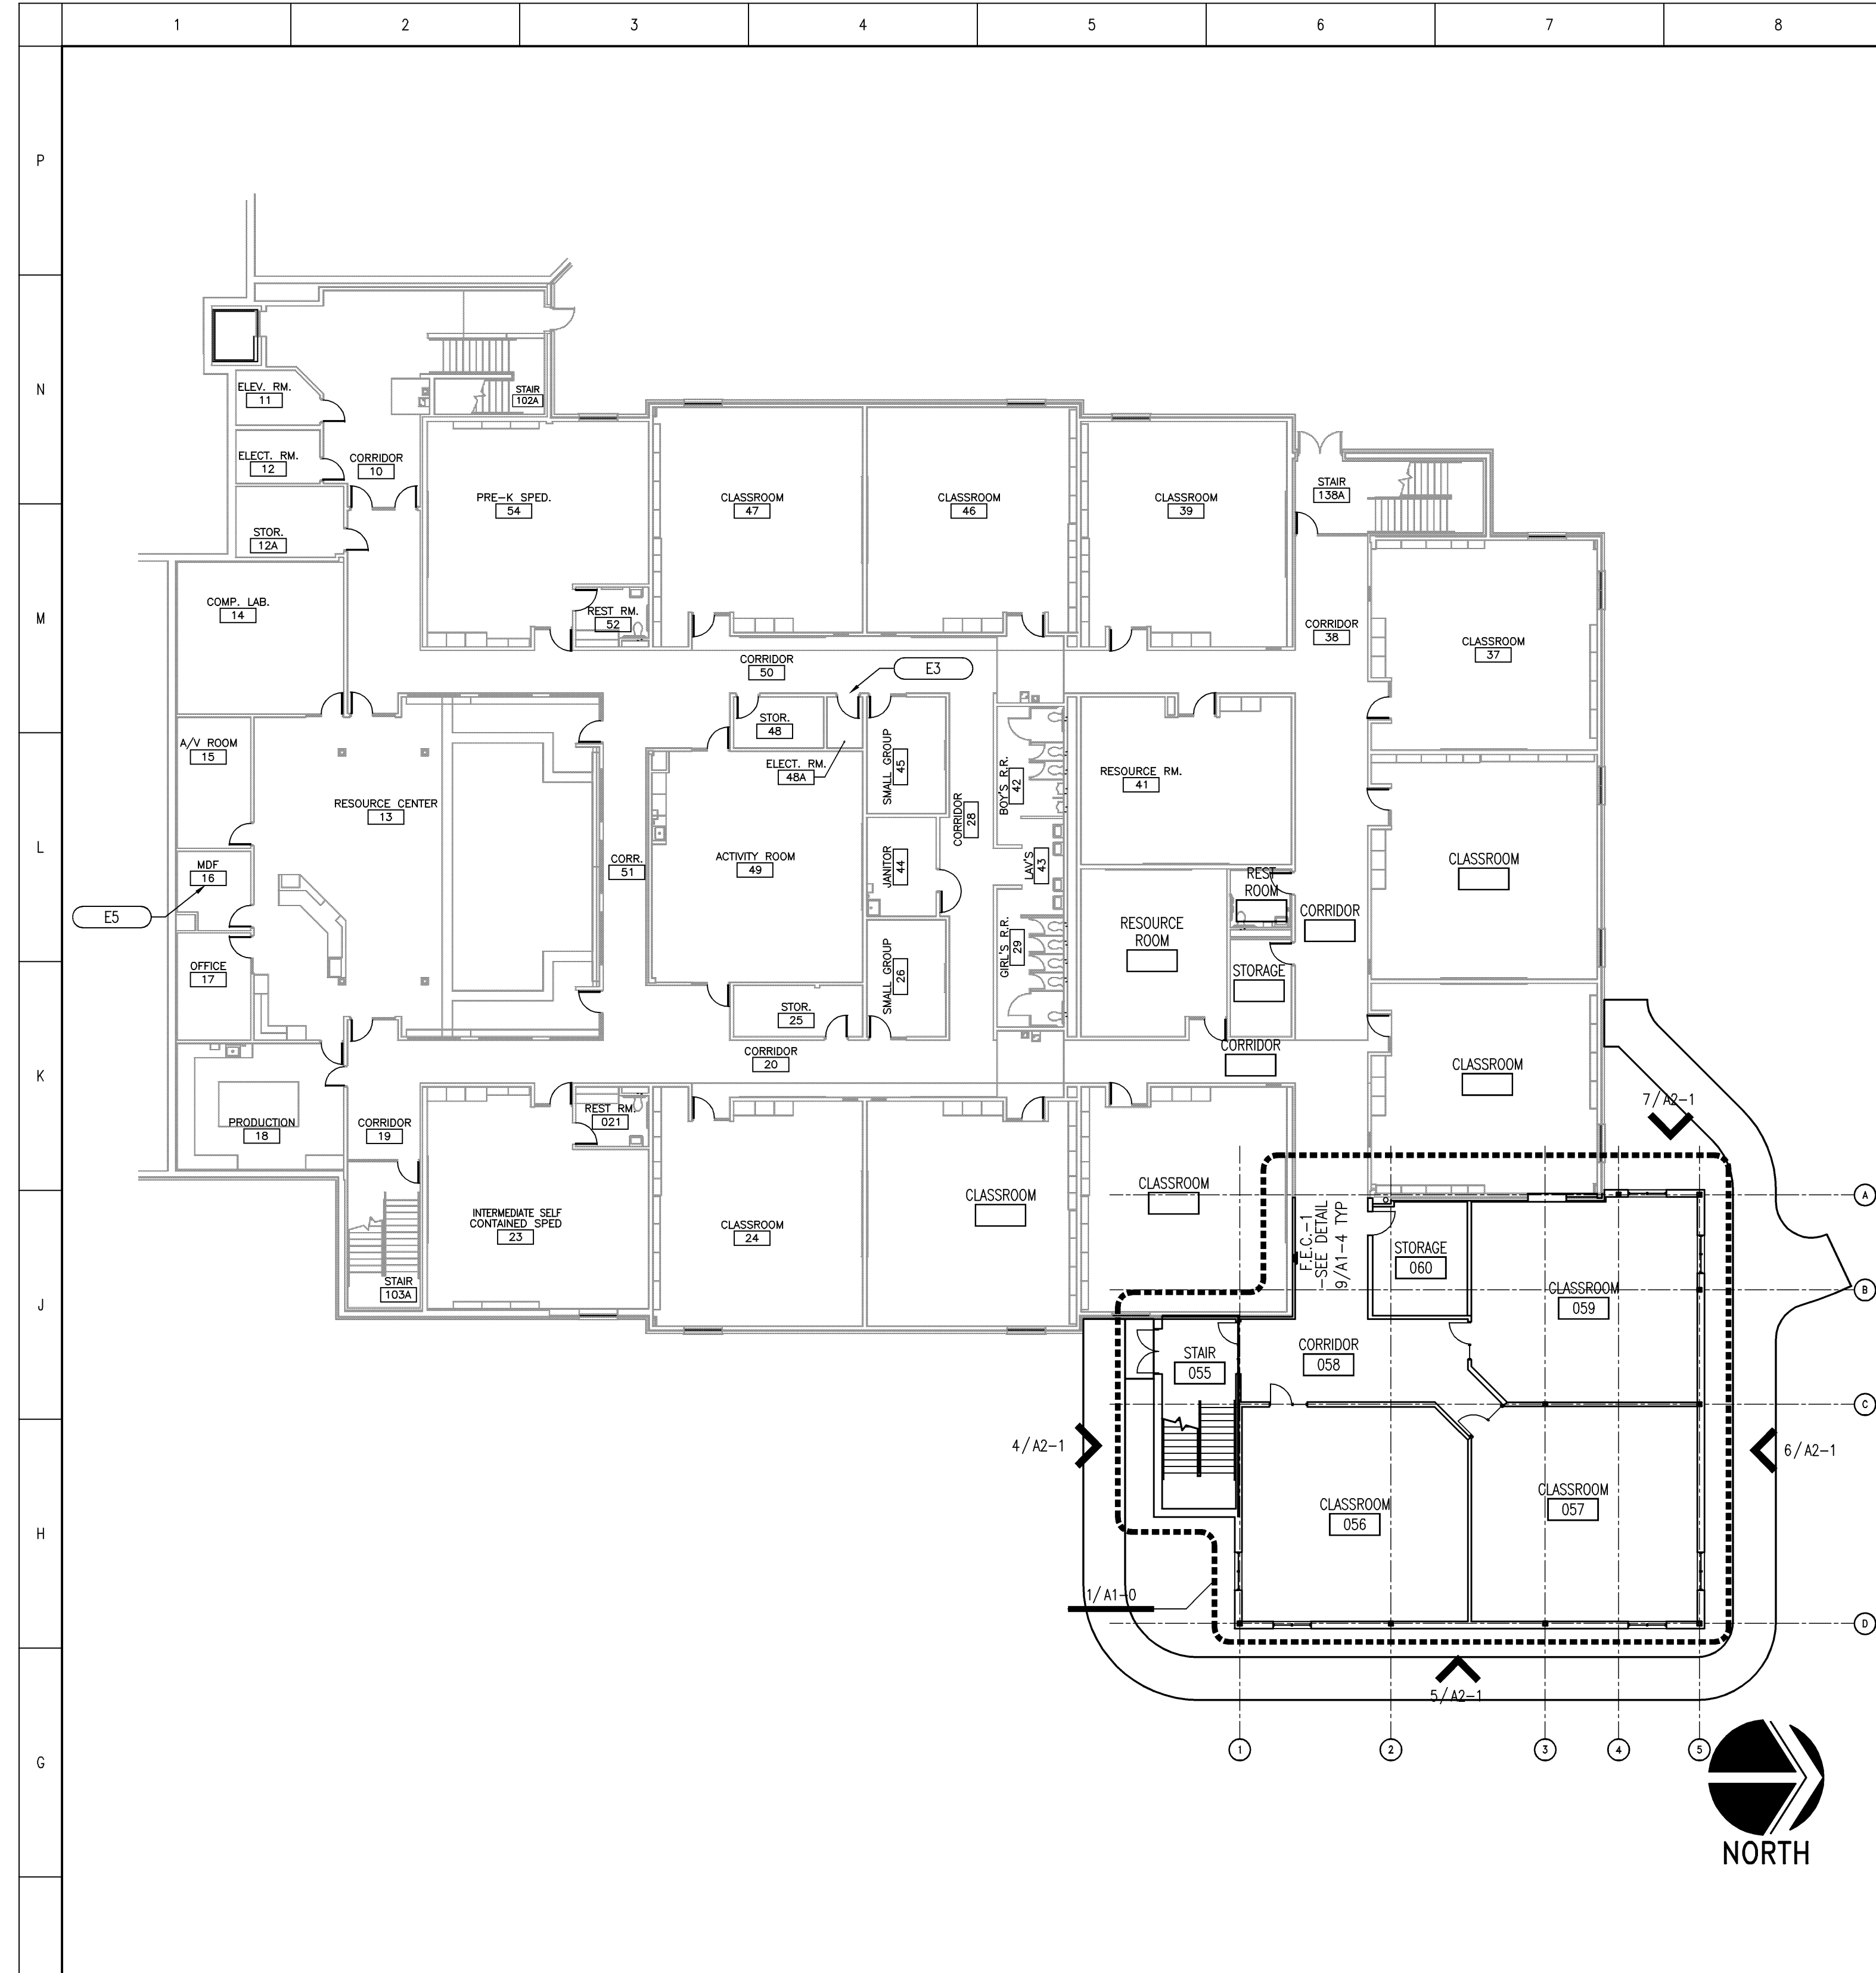 1
2
3
4
5
6
7
8
P
N
M
L
K
J
H
G
ELEV. RM.
11
ELECT. RM.
12
CORRIDOR
10
STAIR
102A
STOR.
12A
PRE-K SPED.
54
CLASSROOM
47
CLASSROOM
46
CLASSROOM
39
STAIR
138A
COMP. LAB.
14
REST RM.
52
CORRIDOR
38
CLASSROOM
37
CORRIDOR
50
E3
STOR.
48
A/V ROOM
15
ELECT. RM.
48A
SMALL GROUP
45
BOY'S R.R.
42
RESOURCE RM.
41
RESOURCE CENTER
13
CORRIDOR
28
MDF
16
CORR.
51
ACTIVITY ROOM
49
JANITOR
44
LAV'S
43
REST
ROOM
CLASSROOM
E5
CORRIDOR
RESOURCE
ROOM
GIRL'S R.R.
29
OFFICE
17
SMALL GROUP
26
STORAGE
STOR.
25
CORRIDOR
20
CORRIDOR
CLASSROOM
7/A2-1
PRODUCTION
18
CORRIDOR
19
REST RM.
021
CLASSROOM
CLASSROOM
A
INTERMEDIATE SELF
CONTAINED SPED
23
CLASSROOM
24
F.E.C.-1
-SEE DETAIL
9/A1-4 TYP
STORAGE
060
STAIR
103A
CLASSROOM
059
B
STAIR
055
CORRIDOR
058
C
4/A2-1
6/A2-1
CLASSROOM
056
CLASSROOM
057
1/A1-0
D
5/A2-1
1
2
3
4
5
NORTH